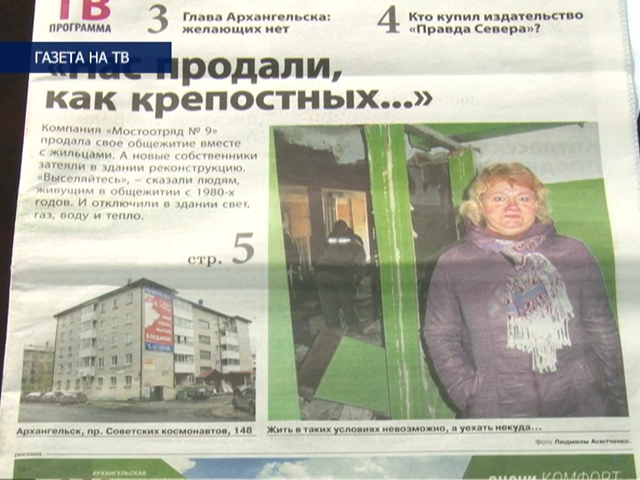 ТВ
ПРОГРАММА
3 Глава Архангельска:
желающих нет
4 Кто купил издательство
«Правда Севера»?
ГАЗЕТА НА ТВ
«Нас продали,
как крепостных...»
Компания «Мостоотряд № 9»
продала свое общежитие вместе
с жильцами. А новые собственники
затеяли в здании реконструкцию.
«Выселяйтесь», – сказали людям,
живущим в общежитии с 1980-х
годов. И отключили в здании свет,
газ, воду и тепло.
стр. 5
Архангельск, пр. Советских космонавтов, 148
Жить в таких условиях невозможно, а уехать некуда...
Фото Людмилы Асютченко.
реклама
АРХАНГЕЛЬСКАЯ
КОМФОРТ